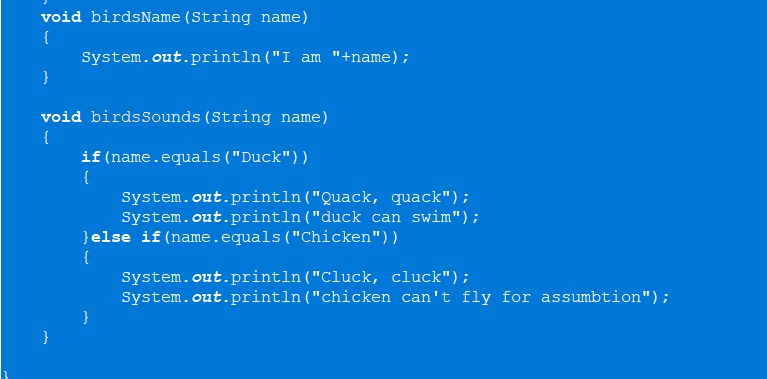 }
void birdsName(String name)
{
System.out.println("I am "+name);
}
void birdsSounds(String name)
{
if(name.equals("Duck"))
{
System.out.println("Quack, quack");
System.out.println("duck can swim");
}else if(name.equals("Chicken"))
{
System.out.println("Cluck, cluck");
System.out.println("chicken can't fly for assumbtion");
}
}
}